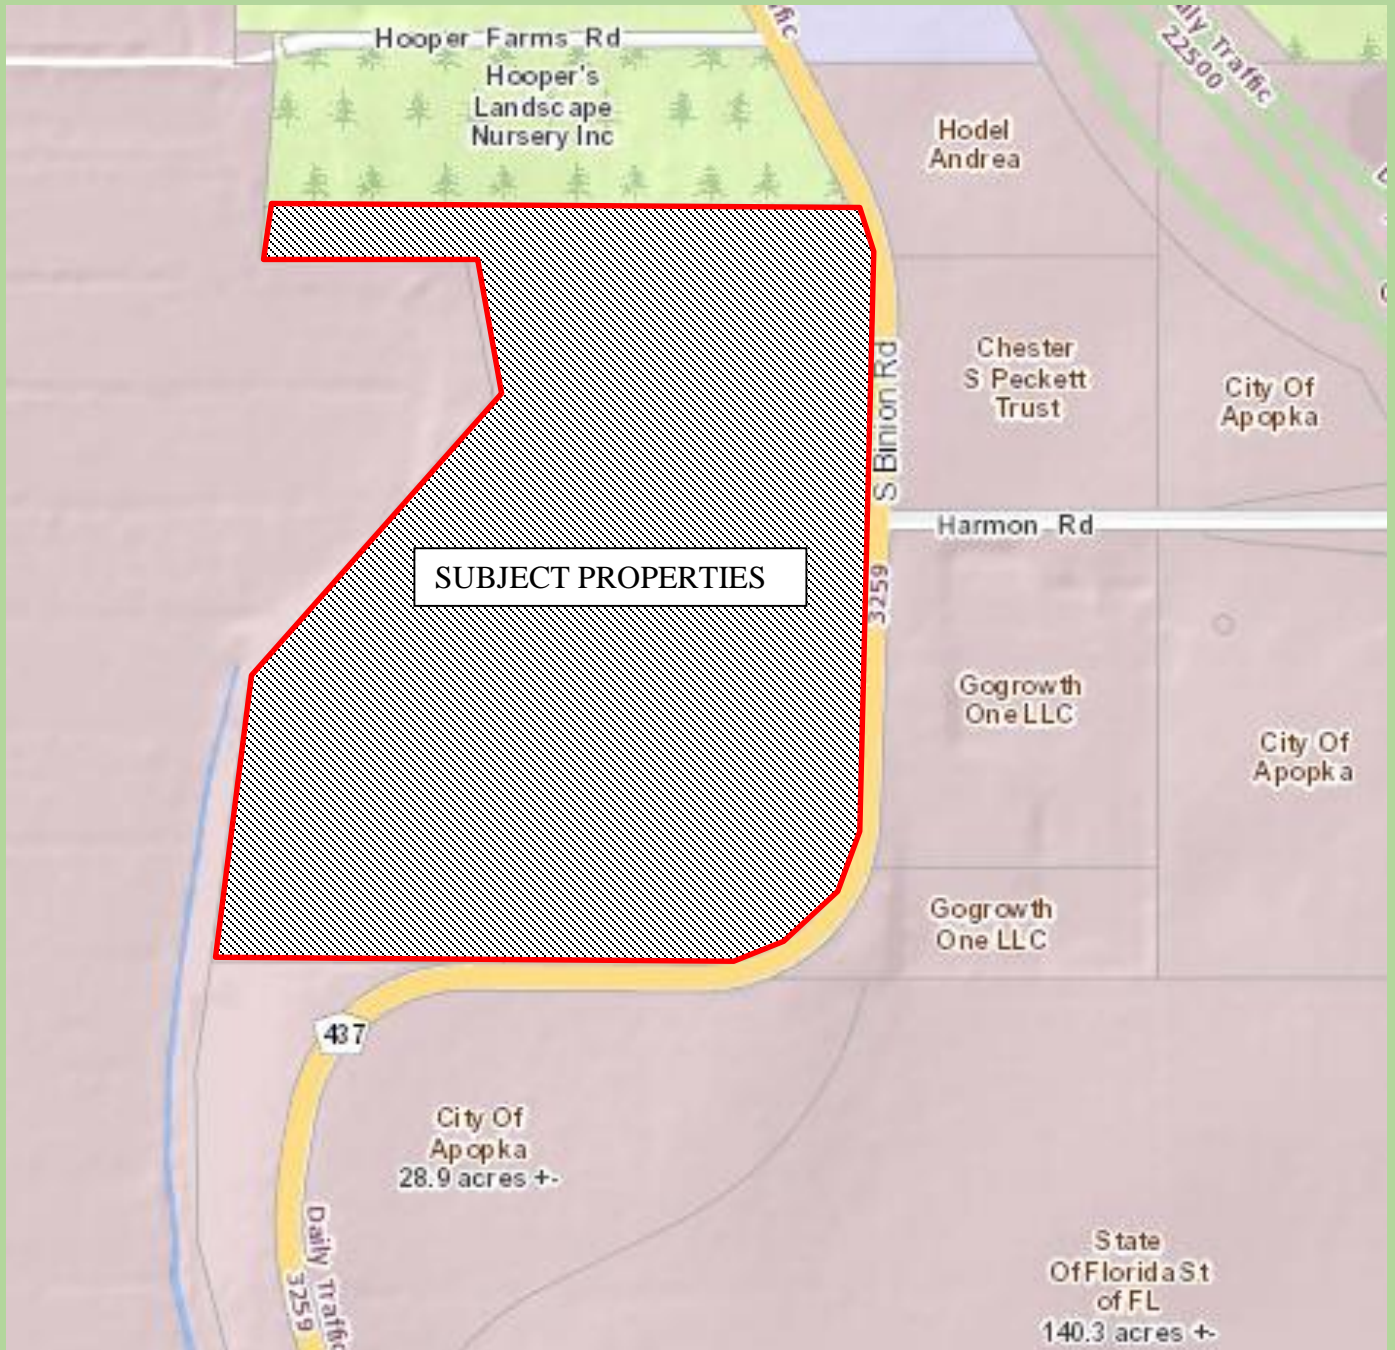 Hooper Farms Rd
Hooper's
Landscape
Nursery Inc
Traffic
22500
Hodel
Andrea
Chester
S Peckett
Trust
City Of
Apopka
S Binion Rd
Harmon Rd
SUBJECT PROPERTIES
3259
Gogrowth
One LLC
City Of
Apopka
Gogrowth
One LLC
437
City Of
Apopka
28.9 acres +-
Daily Traffic
3259
State
Of Florida St
of FL
140.3 acres +-